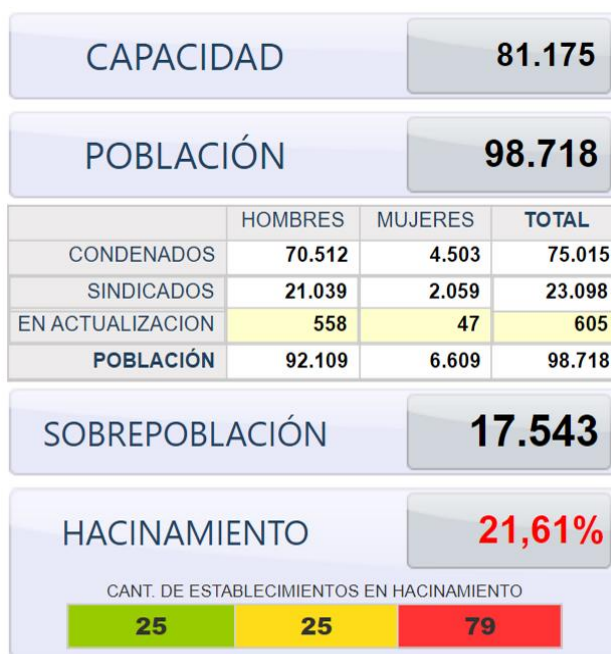 CAPACIDAD 81.175
POBLACIÓN 98.718
HOMBRES MUJERES TOTAL
CONDENADOS 70.512 4.503 75.015
SINDICADOS 21.039 2.059 23.098
EN ACTUALIZACION 558 47 605
POBLACIÓN 92.109 6.609 98.718
SOBREPOBLACIÓN 17.543
HACINAMIENTO 21,61%
CANT. DE ESTABLECIMIENTOS EN HACINAMIENTO
25 25 79